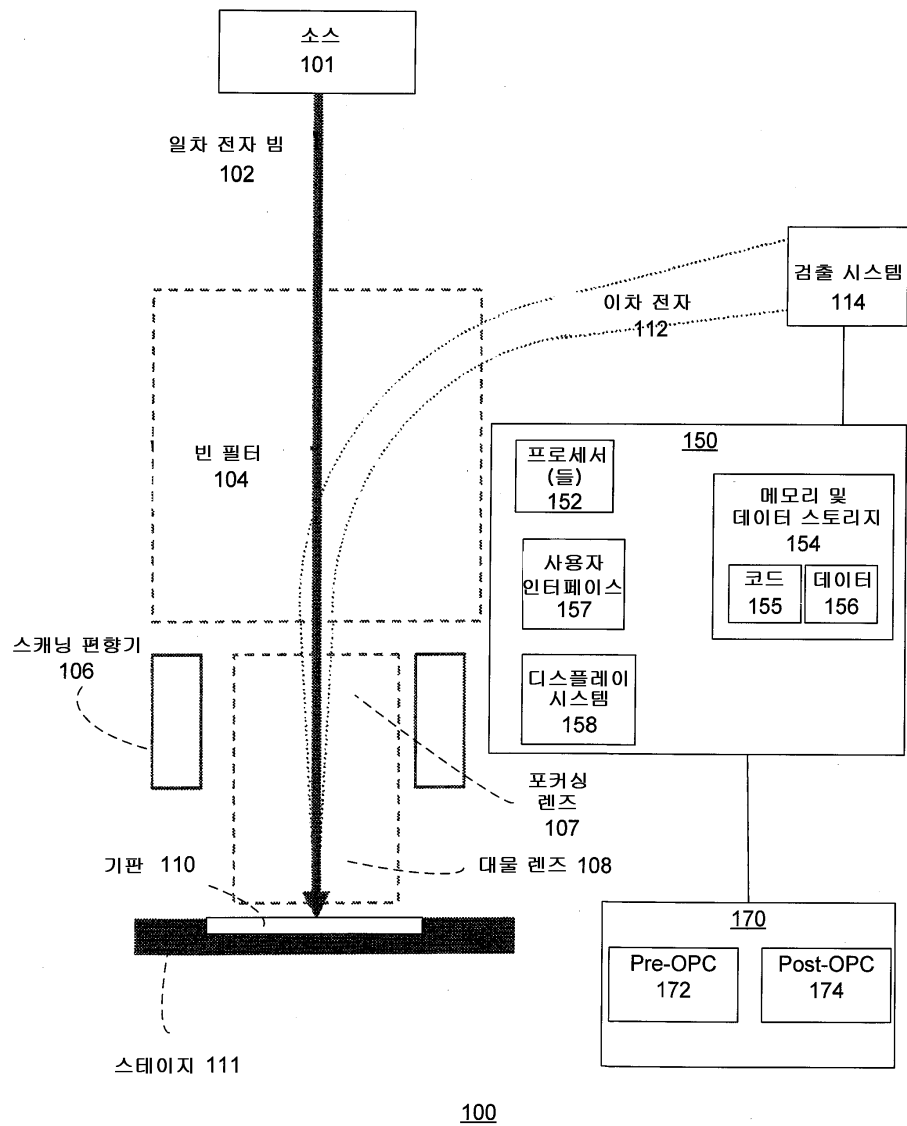 소스
101
일차 전자 빔
102
검출 시스템
114
이차 전자
112
빈 필터
104
150
프로세서
(들)
152
메모리 및
데이터 스토리지
154
코드
155
데이터
156
사용자
인터페이스
157
디스플레이
시스템
158
스캐닝 편향기
106
포커싱
렌즈
107
기판 110
대물 렌즈 108
170
Pre-OPC
172
Post-OPC
174
스테이지 111
100